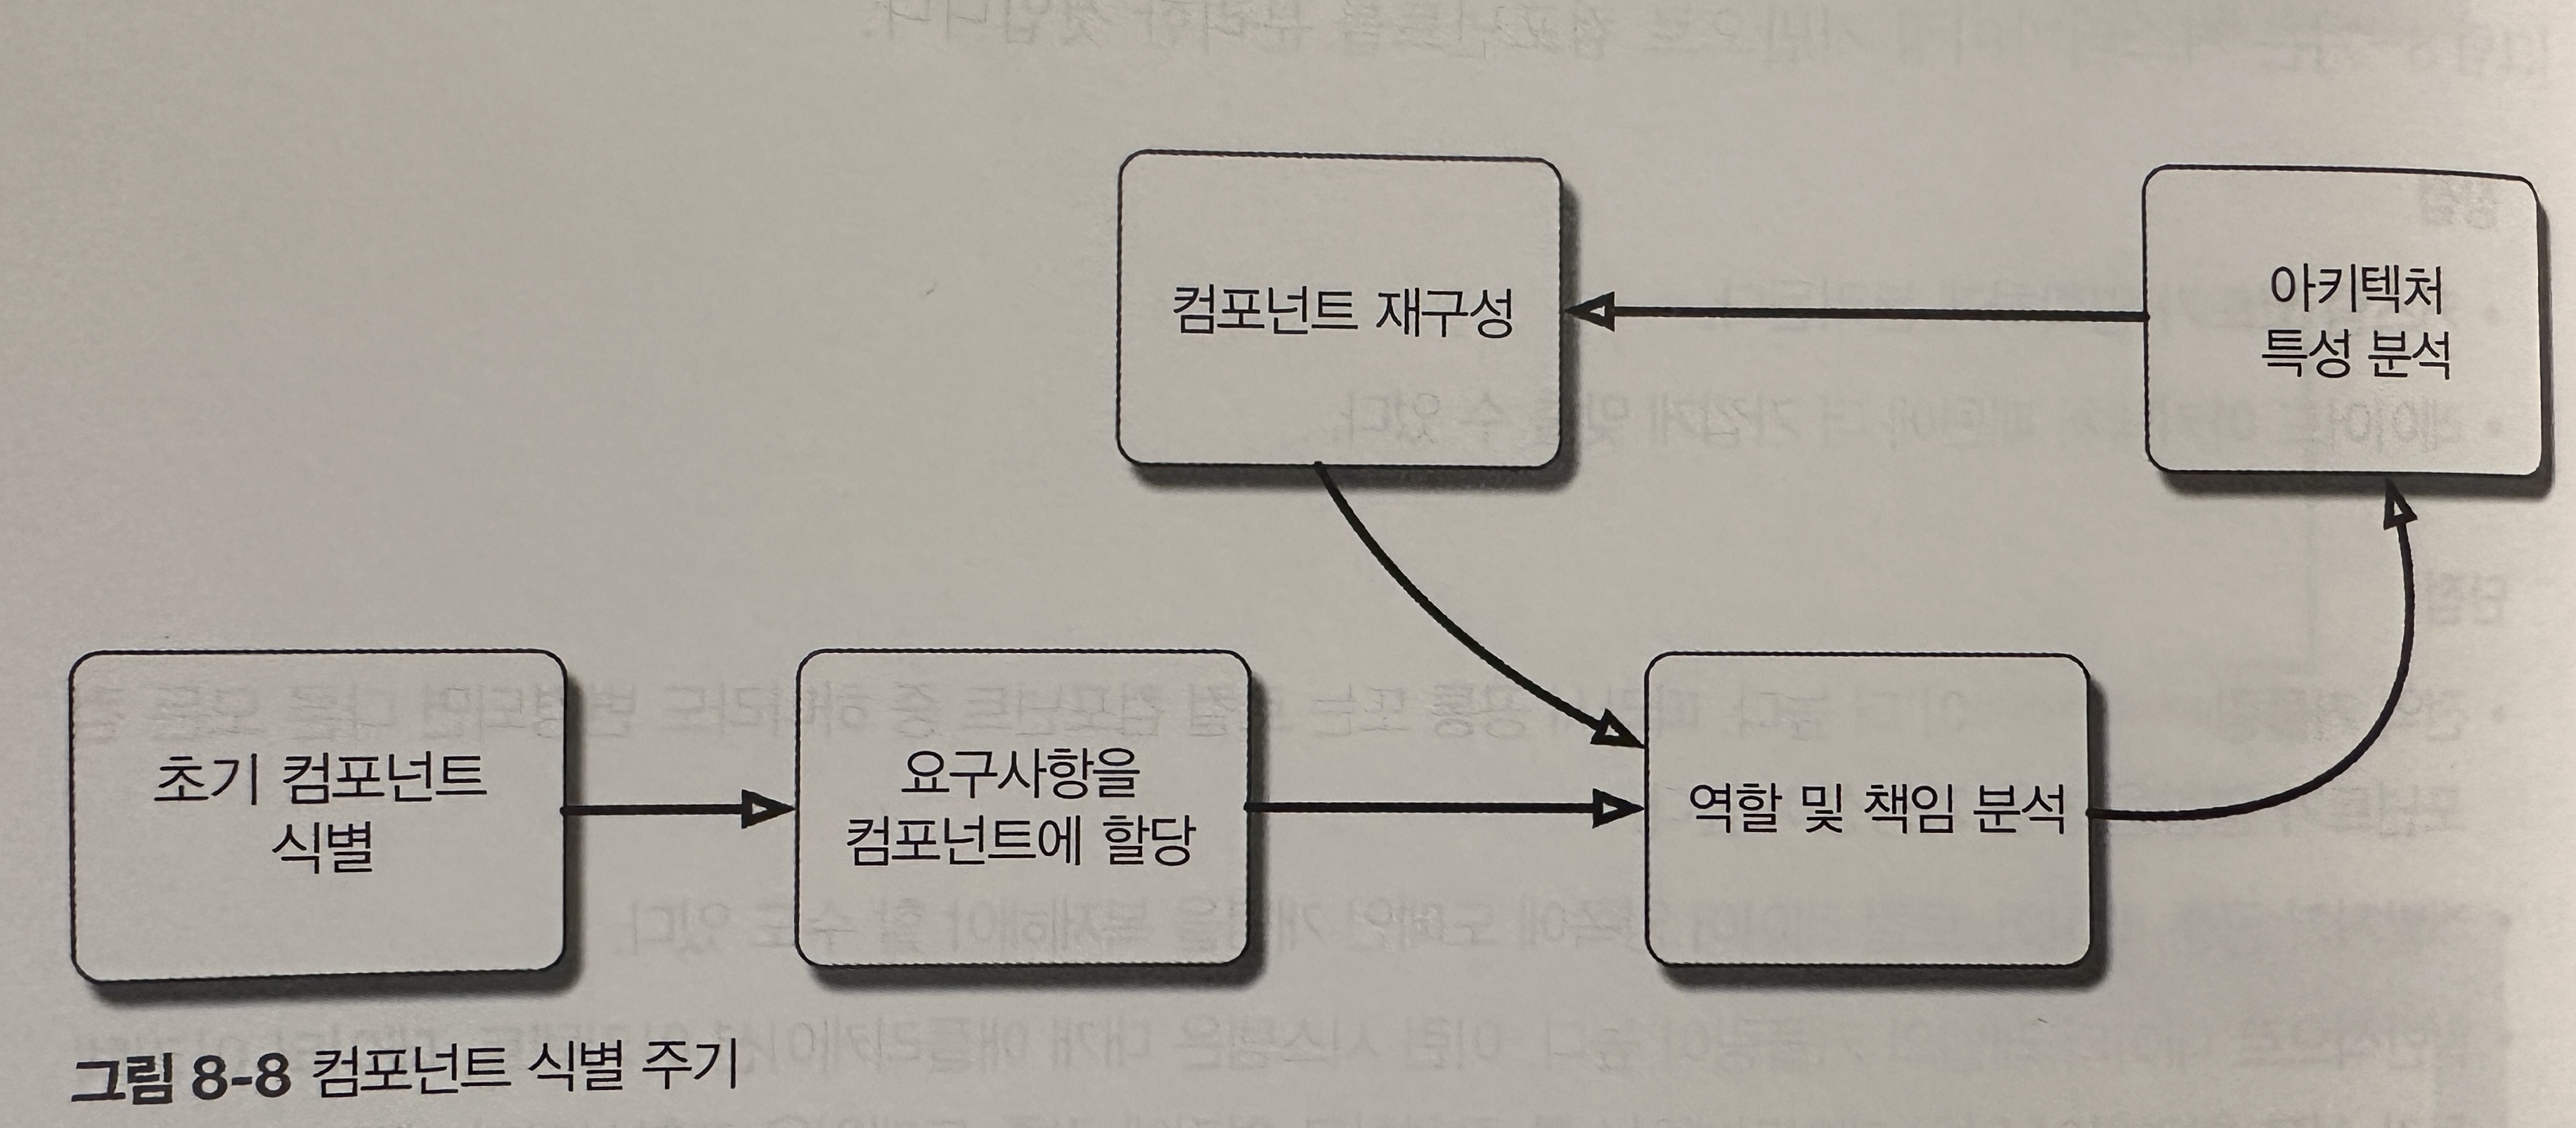 컴포넌트 재구성
아키텍처
특성 분석
초기 컴포넌트
식별
요구사항을
컴포넌트에 할당
역할 및 책임 분석
그림 8-8 컴포넌트 식별 주기